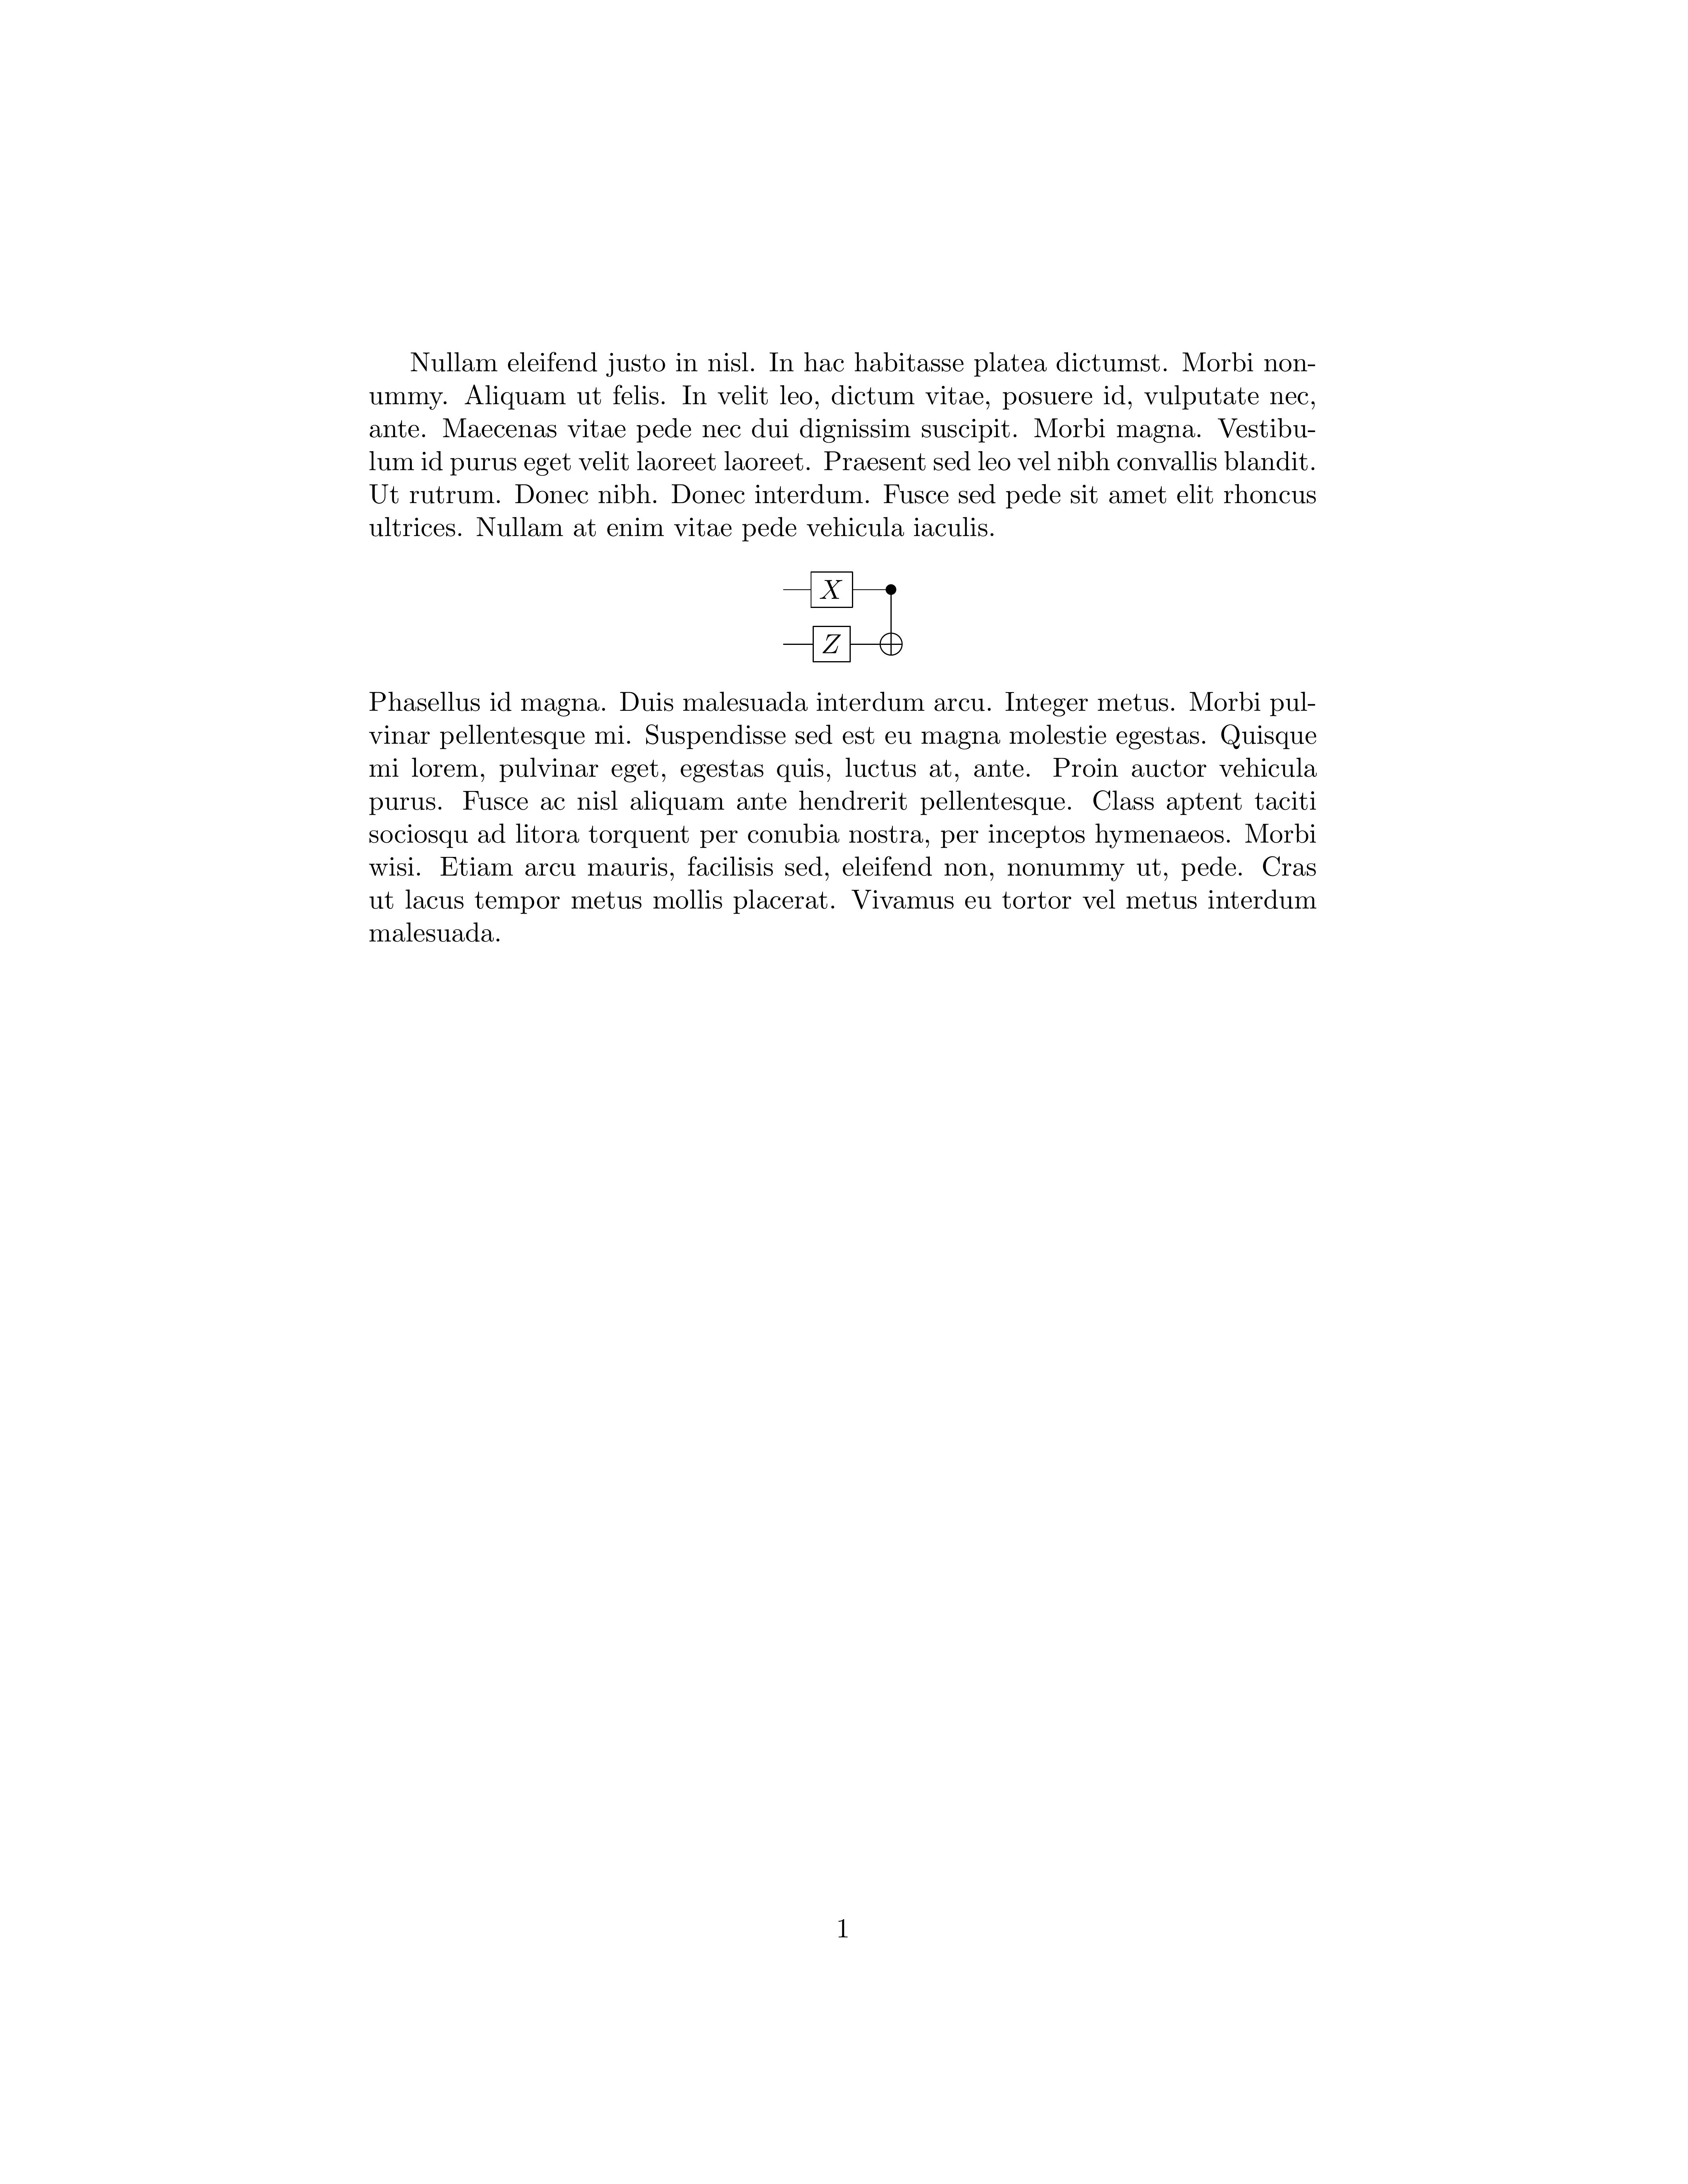 Nullam eleifend justo in nisl. In hac habitasse platea dictumst. Morbi non-
ummy. Aliquam ut felis. In velit leo, dictum vitae, posuere id, vulputate nec,
ante. Maecenas vitae pede nec dui dignissim suscipit. Morbi magna. Vestibu-
lum id purus eget velit laoreet laoreet. Praesent sed leo vel nibh convallis blandit.
Ut rutrum. Donec nibh. Donec interdum. Fusce sed pede sit amet elit rhoncus
ultrices. Nullam at enim vitae pede vehicula iaculis.
X
Z
Phasellus id magna. Duis malesuada interdum arcu. Integer metus. Morbi pul-
vinar pellentesque mi. Suspendisse sed est eu magna molestie egestas. Quisque
mi lorem, pulvinar eget, egestas quis, luctus at, ante. Proin auctor vehicula
purus. Fusce ac nisl aliquam ante hendrerit pellentesque. Class aptent taciti
sociosqu ad litora torquent per conubia nostra, per inceptos hymenaeos. Morbi
wisi. Etiam arcu mauris, facilisis sed, eleifend non, nonummy ut, pede. Cras
ut lacus tempor metus mollis placerat. Vivamus eu tortor vel metus interdum
malesuada.
1